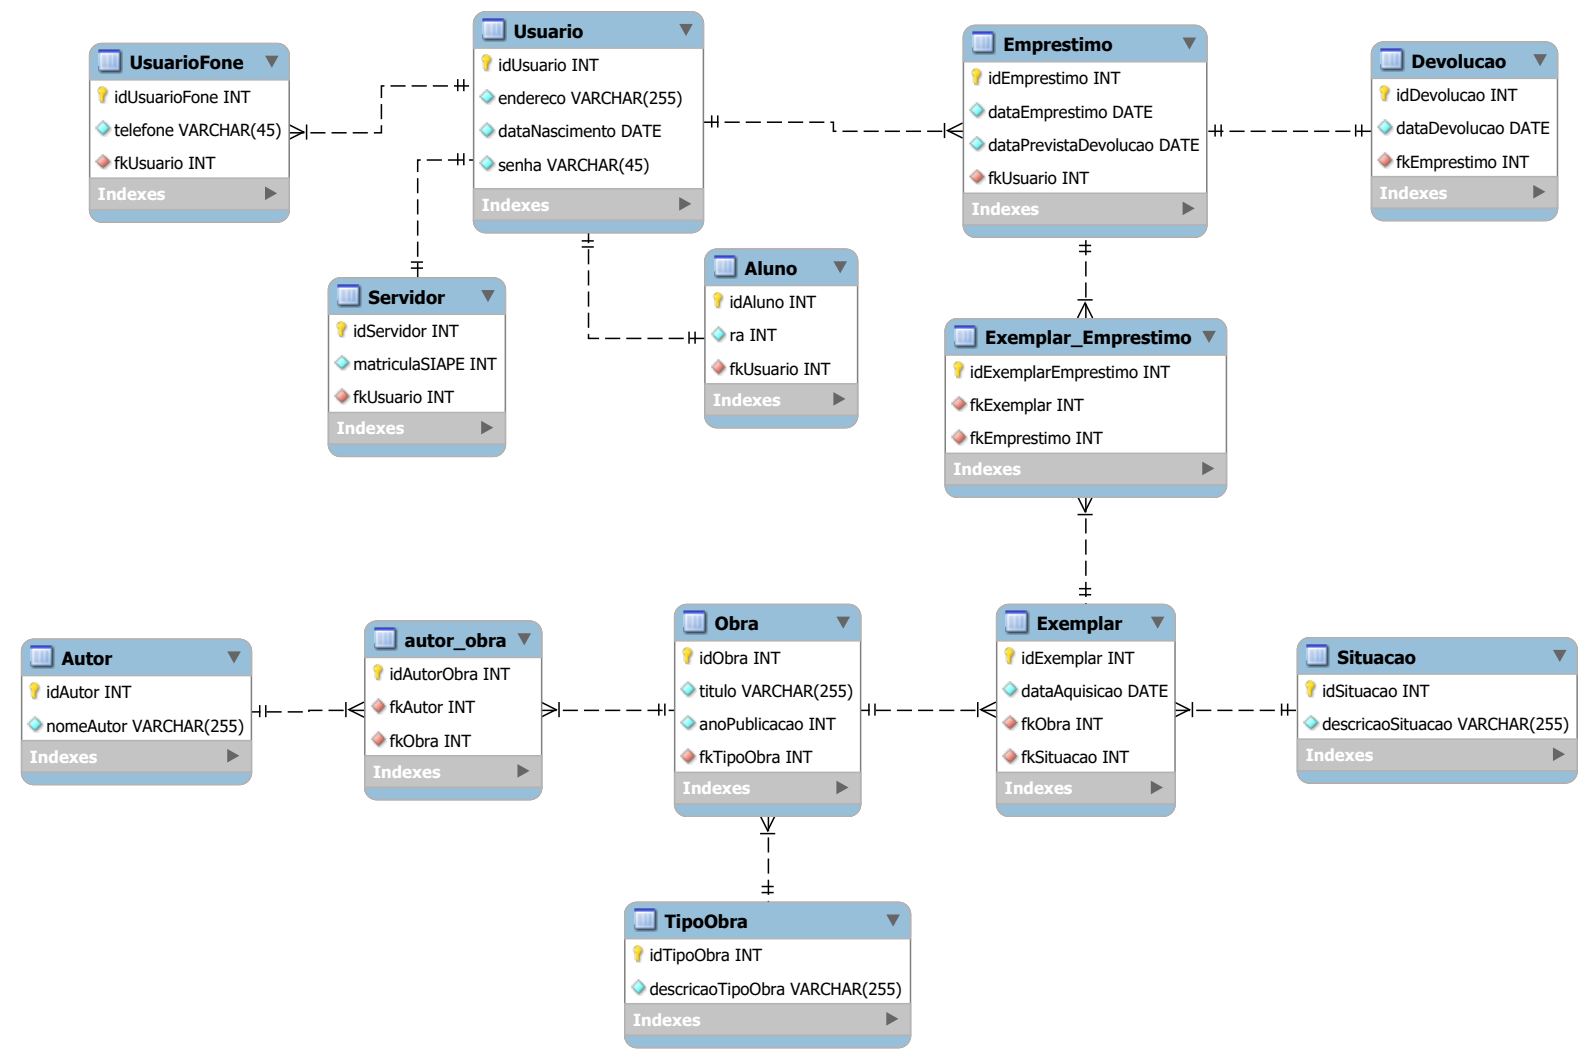 UsuarioFone
idUsuarioFone INT
telefone VARCHAR(45)
fkUsuario INT
Indexes
Usuario
idUsuario INT
endereco VARCHAR(255)
dataNascimento DATE
senha VARCHAR(45)
Indexes
Emprestimo
idEmprestimo INT
dataEmprestimo DATE
dataPrevistaDevolucao DATE
fkUsuario INT
Indexes
Devolucao
idDevolucao INT
dataDevolucao DATE
fkEmprestimo INT
Indexes
Servidor
idServidor INT
matriculaSIAPE INT
fkUsuario INT
Indexes
Aluno
idAluno INT
ra INT
fkUsuario INT
Indexes
Exemplar_Emprestimo
idExemplarEmprestimo INT
fkExemplar INT
fkEmprestimo INT
Indexes
Autor
idAutor INT
nomeAutor VARCHAR(255)
Indexes
autor_obra
idAutorObra INT
fkAutor INT
fkObra INT
Indexes
Obra
idObra INT
titulo VARCHAR(255)
anoPublicacao INT
fkTipoObra INT
Indexes
Exemplar
idExemplar INT
dataAquisicao DATE
fkObra INT
fkSituacao INT
Indexes
Situacao
idSituacao INT
descricaoSituacao VARCHAR(255)
Indexes
TipoObra
idTipoObra INT
descricaoTipoObra VARCHAR(255)
Indexes